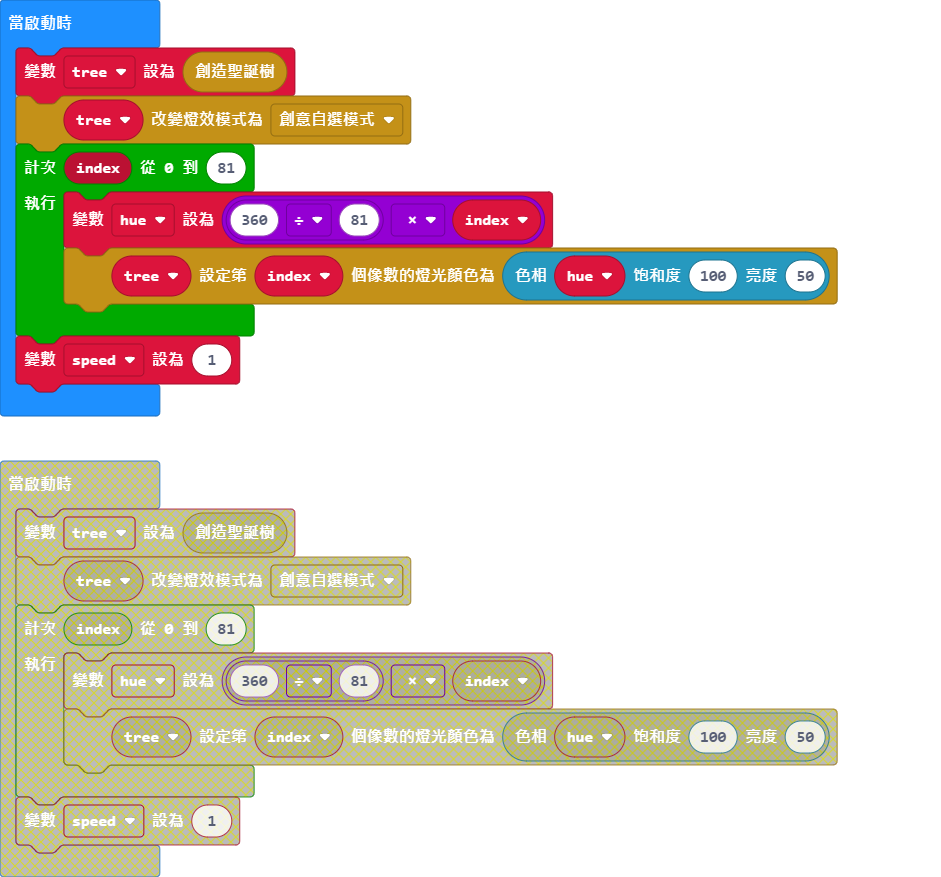 當啟動時
變數 tree 設為 創造聖誕樹
tree 改變燈效模式為 創意自選模式
計次 index 從 0 到 81
執行
變數 hue 設為 360 ÷ 81 × index
tree 設定第 index 個像數的燈光顏色為 色相 hue 飽和度 100 亮度 50
變數 speed 設為 1
當啟動時
變數 tree 設為 創造聖誕樹
tree 改變燈效模式為 創意自選模式
計次 index 從 0 到 81
執行
變數 hue 設為 360 ÷ 81 × index
tree 設定第 index 個像數的燈光顏色為 色相 hue 飽和度 100 亮度 50
變數 speed 設為 1